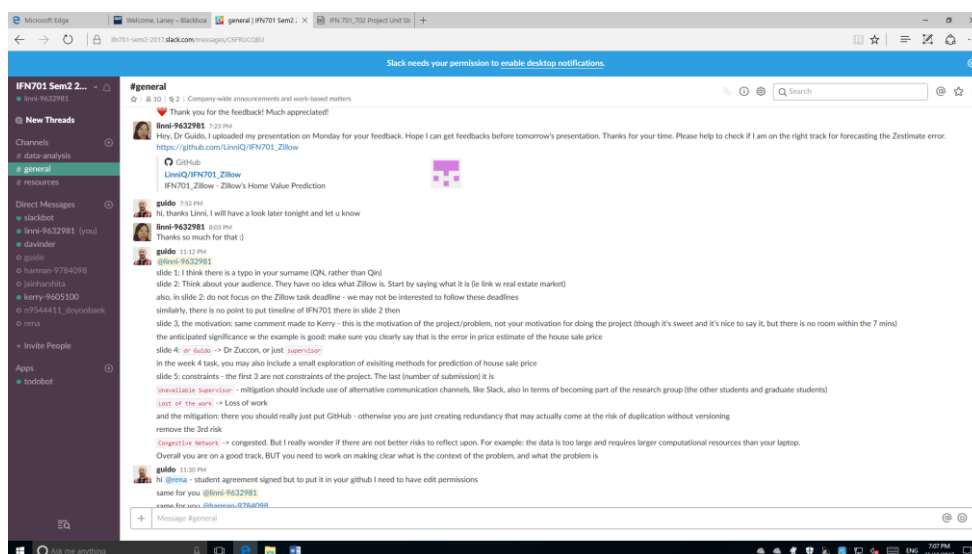 Microsoft Edge
Welcome, Laney – Blackboa
general | IFN701 Sem2 2
IFN 701_702 Project Unit Sb
ifn701-sem2-2017.slack.com/messages/C6FRUCQBU
Slack needs your permission to enable desktop notifications.
IFN701 Sem2 2...
linni-9632981
New Threads
Channels
# data-analysis
# general
# resources
Direct Messages
slackbot
linni-9632981 (you)
davinder
guido
harman-9784098
jainharshita
kerry-9605100
n9544411_doyoobaek
rena
+ Invite People
Apps
todobot
#general
10 | 2 | Company-wide announcements and work-based matters
Search
Thank you for the feedback! Much appreciated!
linni-9632981 7:23 PM
Hey, Dr Guido, I uploaded my presentation on Monday for your feedback. Hope I can get feedbacks before tomorrow's presentation. Thanks for your time. Please help to check if I am on the right track for forecasting the Zestimate error.
https://github.com/LinniQ/IFN701_Zillow
GitHub
LinniQ/IFN701_Zillow
IFN701_Zillow - Zillow's Home Value Prediction
guido 7:52 PM
hi, thanks Linni, I will have a look later tonight and let u know
linni-9632981 8:03 PM
Thanks so much for that :)
guido 11:12 PM
@linni-9632981
slide 1: I think there is a typo in your surname (QN, rather than Qin)
slide 2: Think about your audience. They have no idea what Zillow is. Start by saying what it is (ie link w real estate market)
also, in slide 2: do not focus on the Zillow task deadline - we may not be interested to follow these deadlines
similalrly, there is no point to put timeline of IFN701 there in slide 2 then
slide 3, the motivation: same comment made to Kerry - this is the motivation of the project/problem, not your motivation for doing the project (though it's sweet and it's nice to say it, but there is no room within the 7 mins)
the anticipated significance w the example is good: make sure you clearly say that is the error in price estimate of the house sale price
slide 4: dr Guido -> Dr Zuccon, or just supervisor
in the week 4 task, you may also include a small exploration of exisiting methods for prediction of house sale price
slide 5: constraints - the first 3 are not constraints of the project. The last (number of submission) it is
Unavailable Supervisor - mitigation should include use of alternative communication channels, like Slack, also in terms of becoming part of the research group (the other students and graduate students)
Lost of the work -> Loss of work
and the mitigation: there you should really just put GitHub - otherwise you are just creating redundancy that may actually come at the risk of duplication without versioning
remove the 3rd risk
Congestive Network -> congested. But I really wonder if there are not better risks to reflect upon. For example: the data is too large and requires larger computational resources than your laptop.
Overall you are on a good track, BUT you need to work on making clear what is the context of the problem, and what the problem is
guido 11:30 PM
hi @rena - student agreement signed but to put it in your github I need to have edit permissions
same for you @linni-9632981
same for you @harman-9784098
Message #general
Ask me anything
ENG
7:07 PM